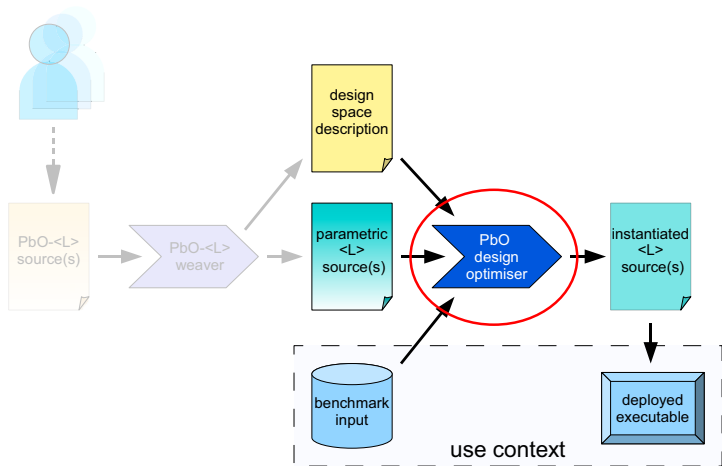 design
space
description
PbO-<L>
source(s)
PbO-<L>
weaver
parametric
<L>
source(s)
PbO
design
optimiser
instantiated
<L>
source(s)
benchmark
input
deployed
executable
use context